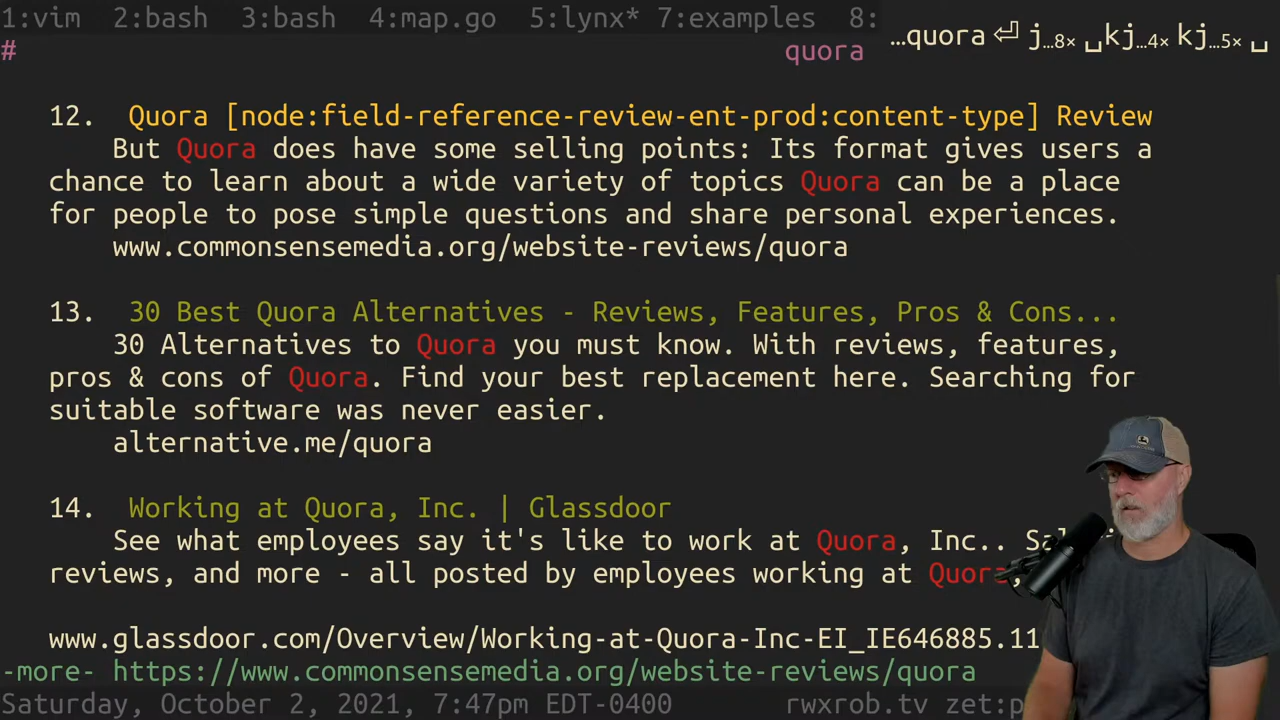 1:vim 2:bash 3:bash 4:map.go 5:lynx* 7:examples 8:
…quora⏎ j…8× ␣kj…4× kj…5× ␣
# quora
12. Quora [node:field-reference-review-ent-prod:content-type] Review
But Quora does have some selling points: Its format gives users a
chance to learn about a wide variety of topics Quora can be a place
for people to pose simple questions and share personal experiences.
www.commonsensemedia.org/website-reviews/quora
13. 30 Best Quora Alternatives - Reviews, Features, Pros & Cons...
30 Alternatives to Quora you must know. With reviews, features,
pros & cons of Quora. Find your best replacement here. Searching for
suitable software was never easier.
alternative.me/quora
14. Working at Quora, Inc. | Glassdoor
See what employees say it's like to work at Quora, Inc..
reviews, and more - all posted by employees working at Quora,
www.glassdoor.com/Overview/Working-at-Quora-Inc-EI_IE646885.11
-more- https://www.commonsensemedia.org/website-reviews/quora
Saturday, October 2, 2021, 7:47pm EDT-0400 rwxrob.tv zet:p